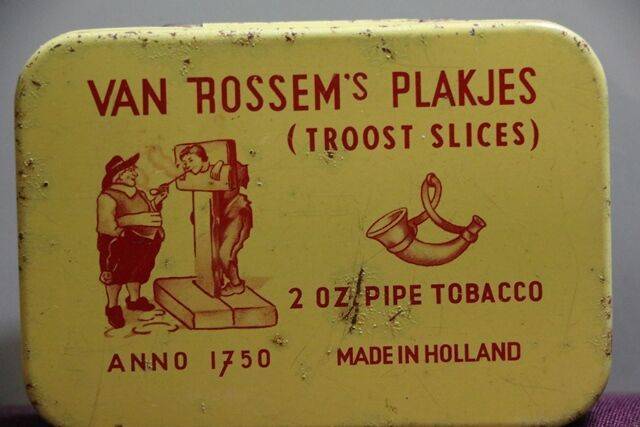 VAN ROSSEM'S PLAKJES
(TROOST SLICES)
2 OZ. PIPE TOBACCO
ANNO 1750
MADE IN HOLLAND